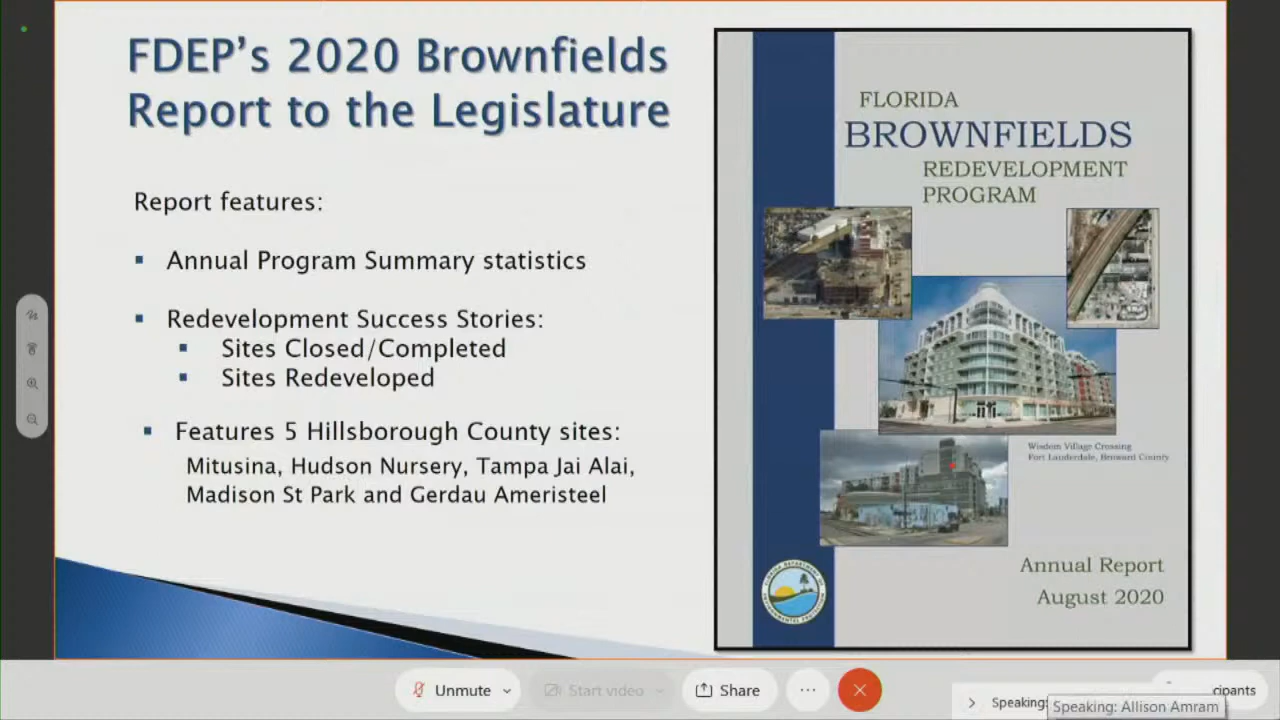 FDEP's 2020 Brownfields
Report to the Legislature
Report features:
▪ Annual Program Summary statistics
▪ Redevelopment Success Stories:
▪ Sites Closed/Completed
▪ Sites Redeveloped
▪ Features 5 Hillsborough County sites:
Mitusina, Hudson Nursery, Tampa Jai Alai,
Madison St Park and Gerdau Ameristeel
FLORIDA
BROWNFIELDS
REDEVELOPMENT
PROGRAM
Wisdom Village Crossing
Fort Lauderdale, Broward County
Annual Report
August 2020
Unmute
Start video
Share
Speaking:
cipants
Speaking: Allison Amram